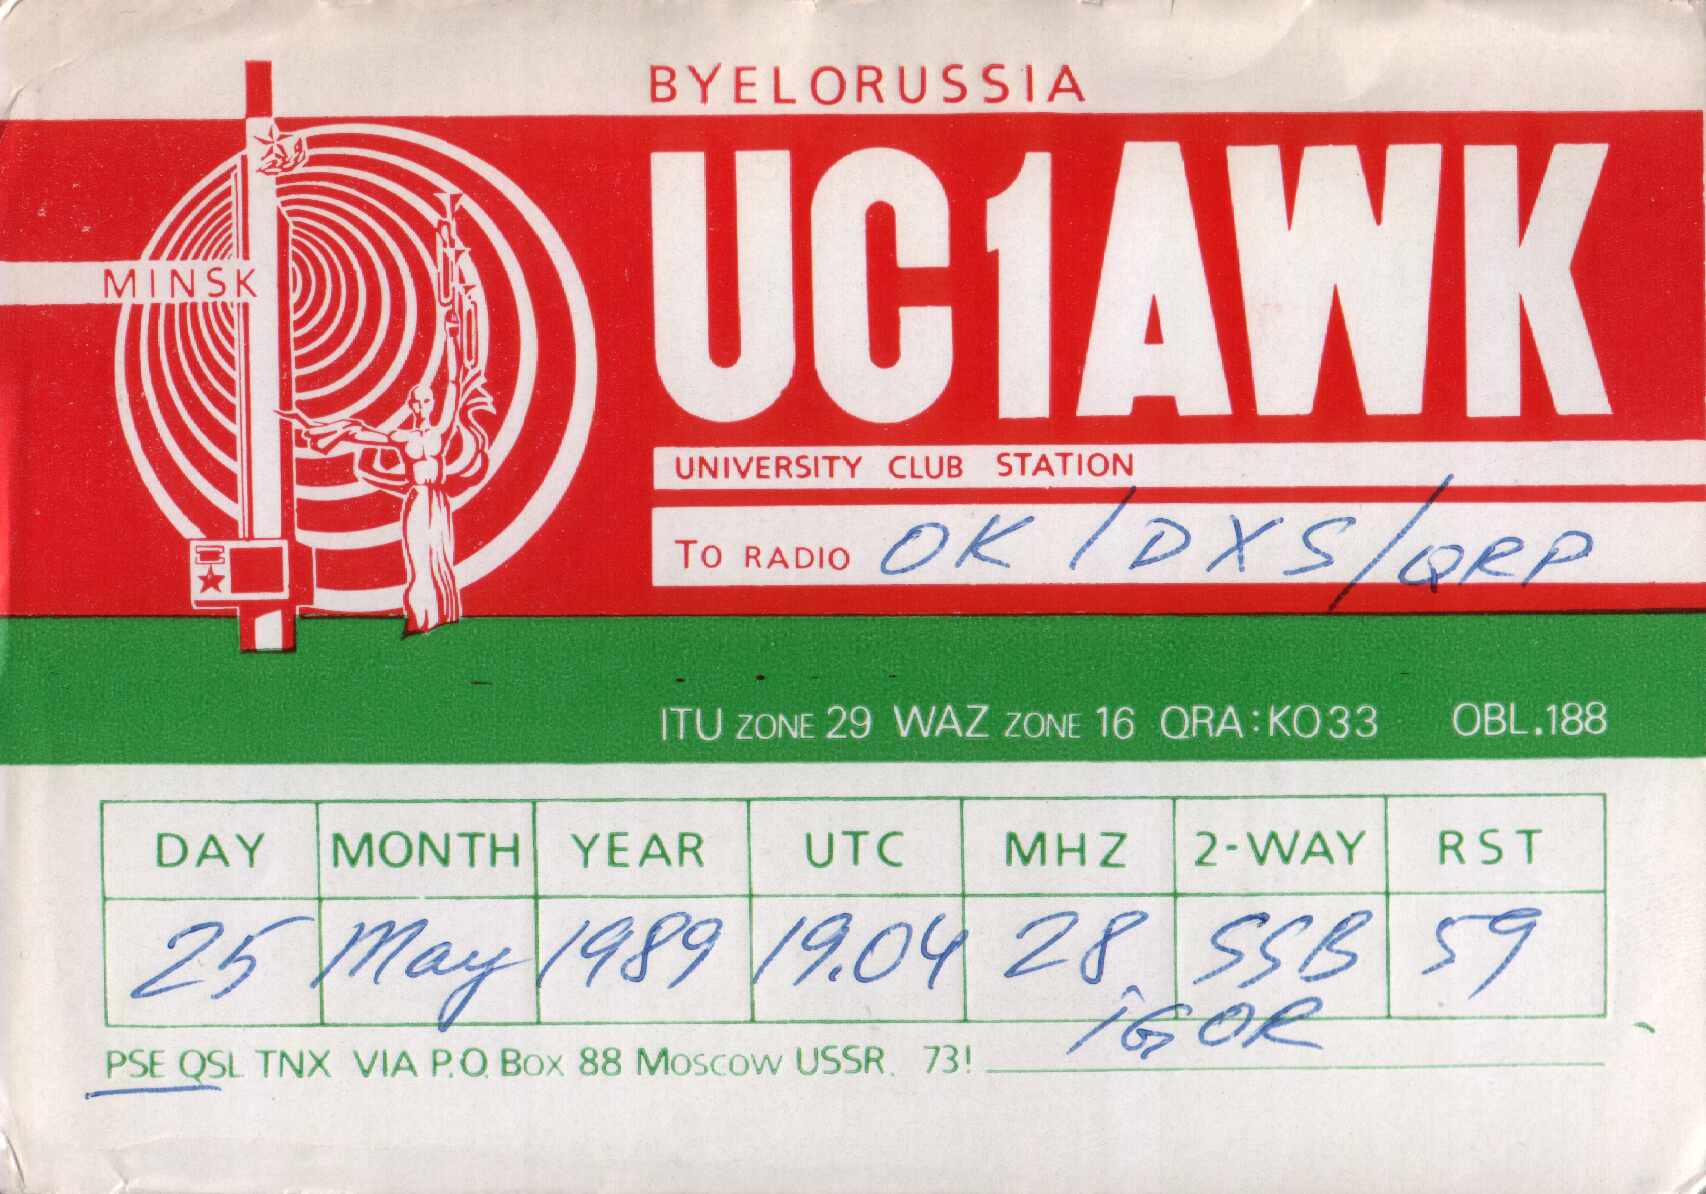 BYELORUSSIA
UC1AWK
MINSK
UNIVERSITY CLUB STATION
TO RADIO OK1DXS/QRP
ITU ZONE 29 WAZ ZONE 16 QRA:KO33 OBL.188
DAY MONTH YEAR UTC MHZ 2-WAY RST
25 May 1989 19.04 28 SSB 59
IGOR
PSE QSL TNX VIA P.O. BOX 88 MOSCOW USSR. 73!